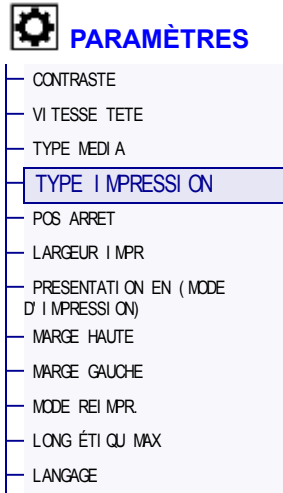 PARAMÈTRES
CONTRASTE
VITESSE TETE
TYPE MEDIA
TYPE IMPRESSION
POS ARRET
LARGEUR IMPR
PRESENTATION EN (MODE
D'IMPRESSION)
MARGE HAUTE
MARGE GAUCHE
MODE REIMPR.
LONG ÉTIQU MAX
LANGAGE